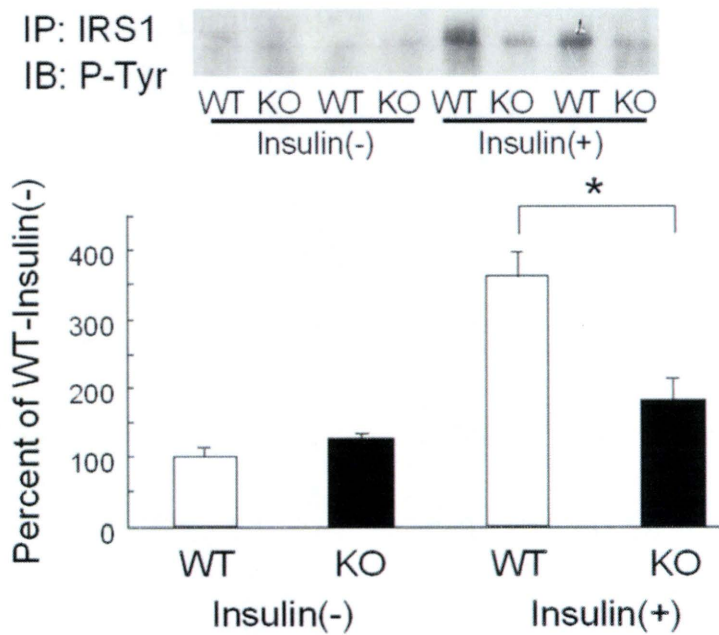 IP: IRS1
IB: P-Tyr
WT KO WT KO WT KO WT KO
Insulin(-) Insulin(+)
*
Percent of WT-Insulin(-)
400
300
200
100
0
WT KO WT KO
Insulin(-) Insulin(+)